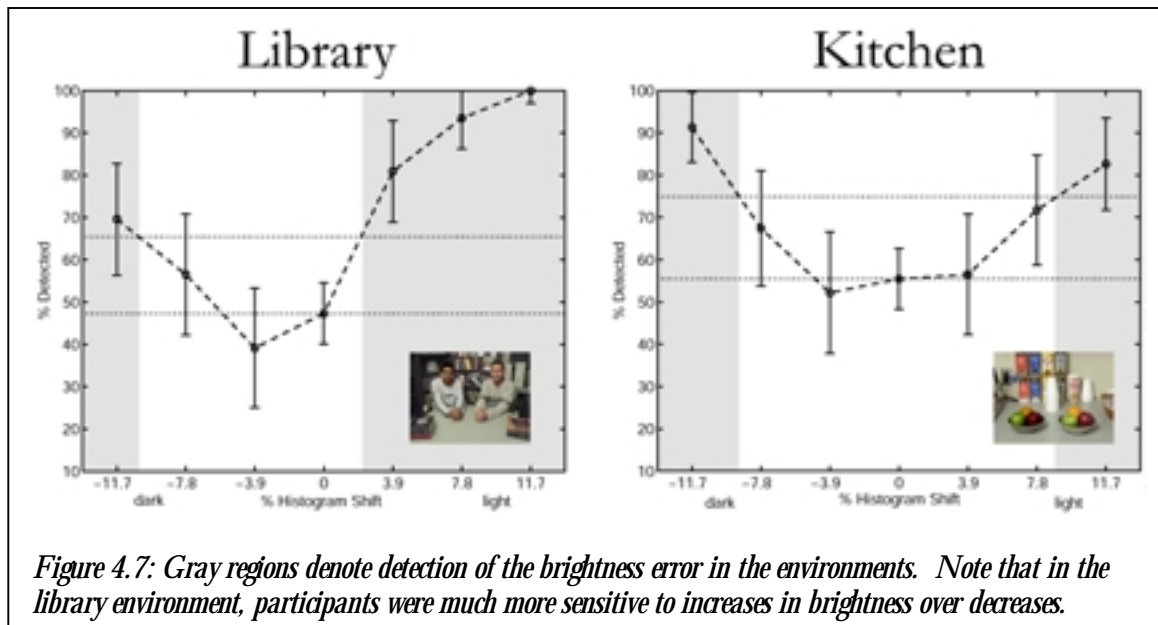 Library
100
90
80
70
60
50
40
30
20
10
% Detected
-11.7 -7.8 -3.9 0 3.9 7.8 11.7
dark % Histogram Shift light
Kitchen
100
90
80
70
60
50
40
30
20
10
% Detected
-11.7 -7.8 -3.9 0 3.9 7.8 11.7
dark % Histogram Shift light
Figure 4.7: Gray regions denote detection of the brightness error in the environments. Note that in the
library environment, participants were much more sensitive to increases in brightness over decreases.